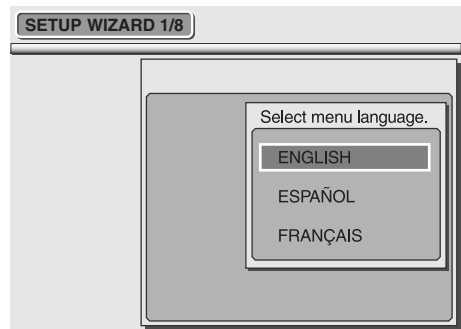 SETUP WIZARD 1/8
Select menu language.
ENGLISH
ESPAÑOL
FRANÇAIS